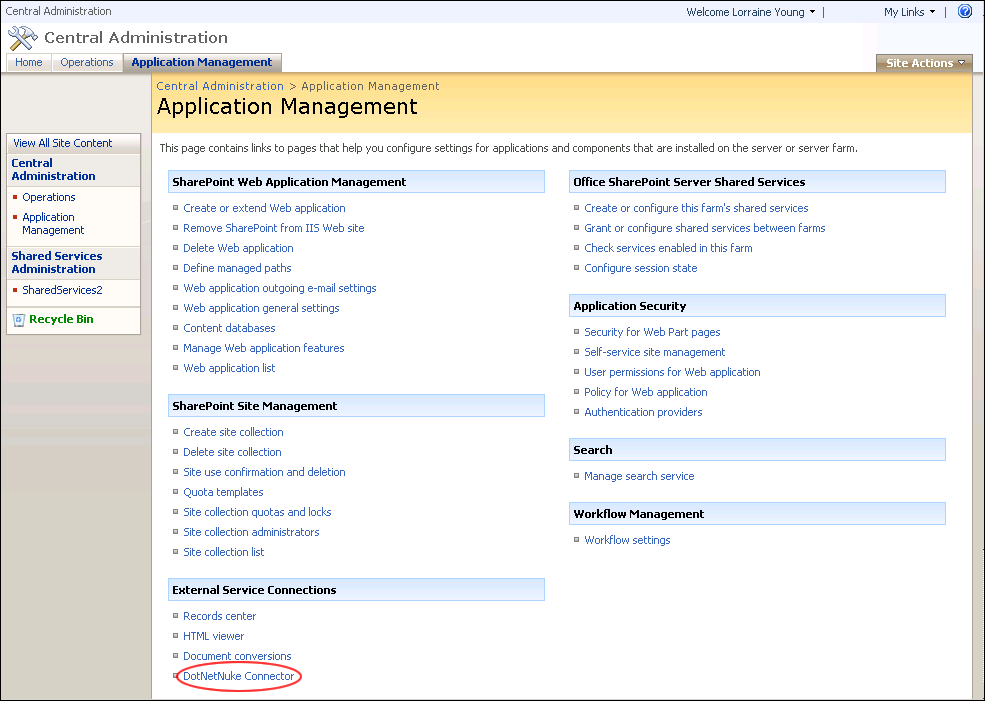 Central Administration
Welcome Lorraine Young
My Links
Central Administration
Home
Operations
Application Management
Site Actions
Central Administration > Application Management
Application Management
This page contains links to pages that help you configure settings for applications and components that are installed on the server or server farm.
View All Site Content
Central
Administration
Operations
Application
Management
Shared Services
Administration
SharedServices2
Recycle Bin
SharePoint Web Application Management
Create or extend Web application
Remove SharePoint from IIS Web site
Delete Web application
Define managed paths
Web application outgoing e-mail settings
Web application general settings
Content databases
Manage Web application features
Web application list
SharePoint Site Management
Create site collection
Delete site collection
Site use confirmation and deletion
Quota templates
Site collection quotas and locks
Site collection administrators
Site collection list
External Service Connections
Records center
HTML viewer
Document conversions
DotNetNuke Connector
Office SharePoint Server Shared Services
Create or configure this farm's shared services
Grant or configure shared services between farms
Check services enabled in this farm
Configure session state
Application Security
Security for Web Part pages
Self-service site management
User permissions for Web application
Policy for Web application
Authentication providers
Search
Manage search service
Workflow Management
Workflow settings